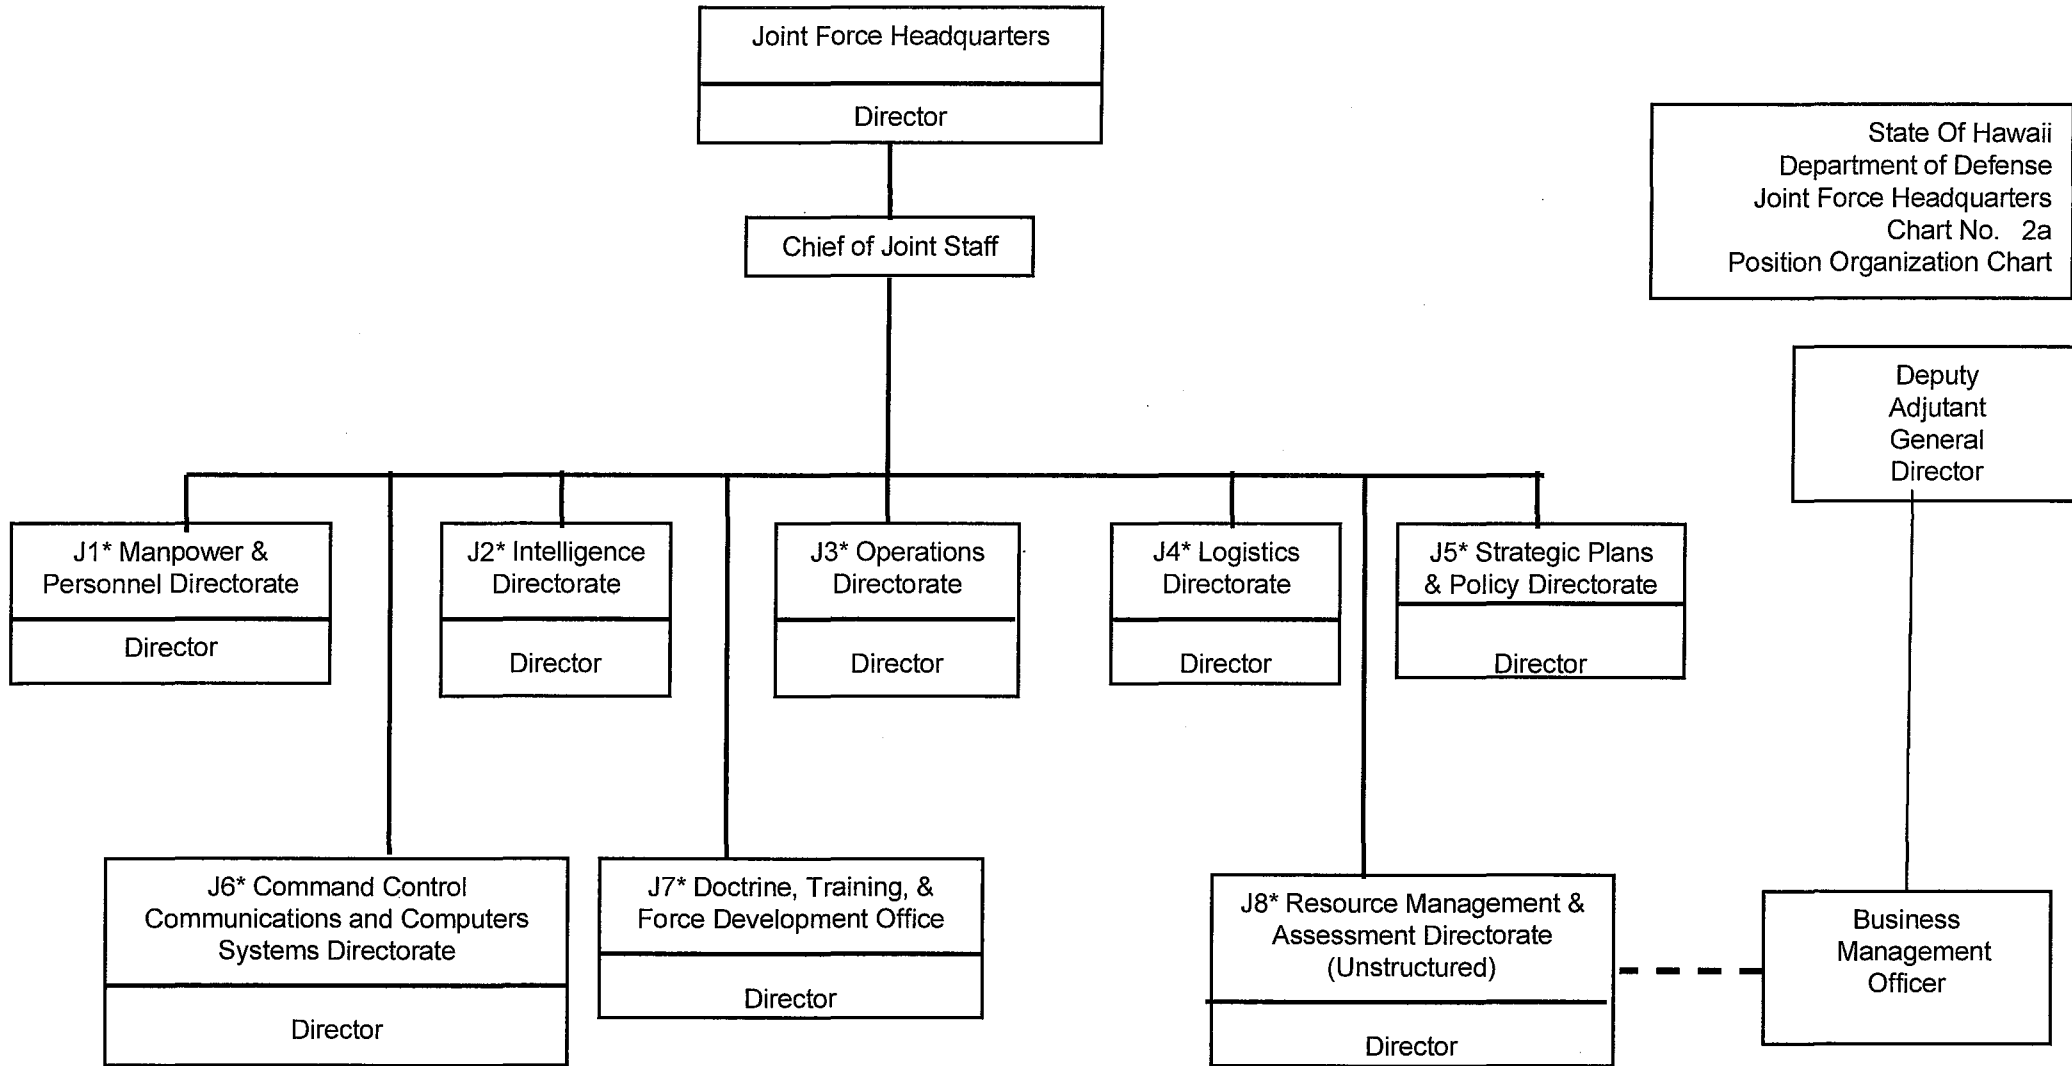 Joint Force Headquarters
Director
State Of Hawaii
Department of Defense
Joint Force Headquarters
Chart No. 2a
Position Organization Chart
Chief of Joint Staff
Deputy
Adjutant
General
Director
J1* Manpower &
Personnel Directorate
Director
J2* Intelligence
Directorate
Director
J3* Operations
Directorate
Director
J4* Logistics
Directorate
Director
J5* Strategic Plans
& Policy Directorate
Director
J6* Command Control
Communications and Computers
Systems Directorate
Director
J7* Doctrine, Training, &
Force Development Office
Director
J8* Resource Management &
Assessment Directorate
(Unstructured)
Director
Business
Management
Officer